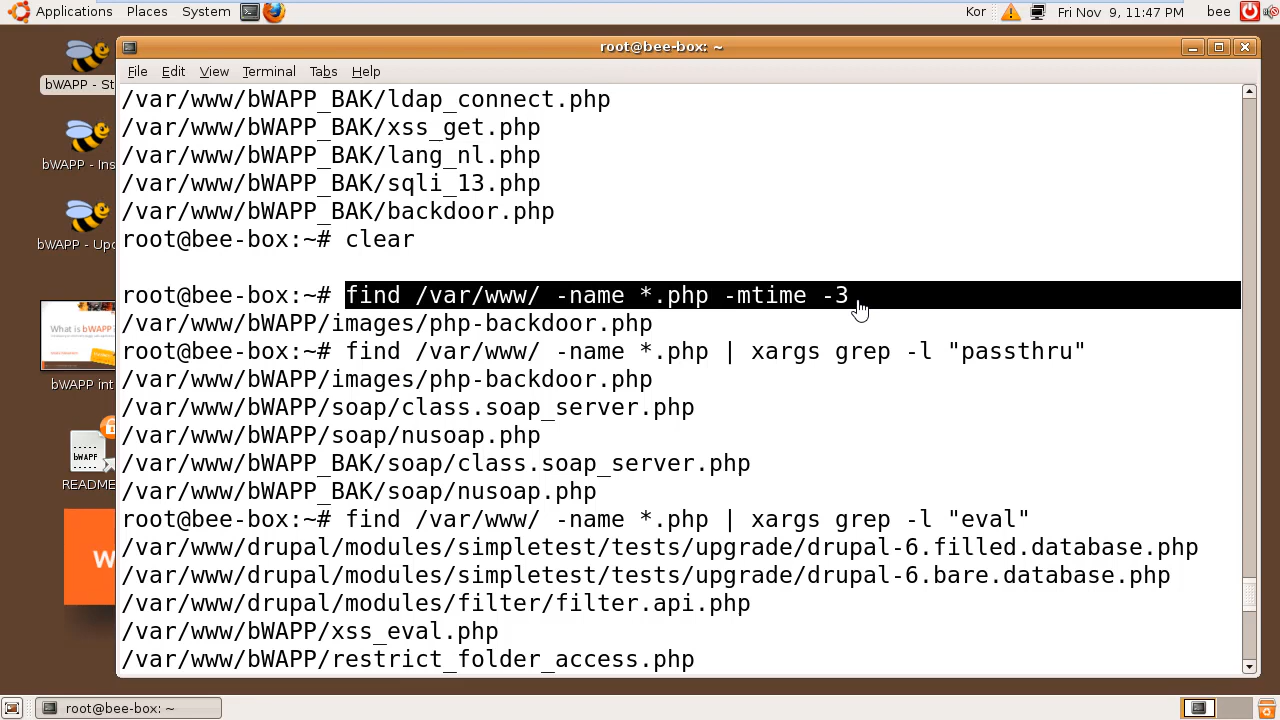 Applications Places System Kor Fri Nov 9, 11:47 PM bee
root@bee-box: ~
File Edit View Terminal Tabs Help
bWAPP - St
bWAPP - Ins
bWAPP - Upd
What is bWAPP?
bWAPP int
bWAPP
README
W
/var/www/bWAPP_BAK/ldap_connect.php
/var/www/bWAPP_BAK/xss_get.php
/var/www/bWAPP_BAK/lang_nl.php
/var/www/bWAPP_BAK/sqli_13.php
/var/www/bWAPP_BAK/backdoor.php
root@bee-box:~# clear
root@bee-box:~# find /var/www/ -name *.php -mtime -3
/var/www/bWAPP/images/php-backdoor.php
root@bee-box:~# find /var/www/ -name *.php | xargs grep -l "passthru"
/var/www/bWAPP/images/php-backdoor.php
/var/www/bWAPP/soap/class.soap_server.php
/var/www/bWAPP/soap/nusoap.php
/var/www/bWAPP_BAK/soap/class.soap_server.php
/var/www/bWAPP_BAK/soap/nusoap.php
root@bee-box:~# find /var/www/ -name *.php | xargs grep -l "eval"
/var/www/drupal/modules/simpletest/tests/upgrade/drupal-6.filled.database.php
/var/www/drupal/modules/simpletest/tests/upgrade/drupal-6.bare.database.php
/var/www/drupal/modules/filter/filter.api.php
/var/www/bWAPP/xss_eval.php
/var/www/bWAPP/restrict_folder_access.php
root@bee-box: ~